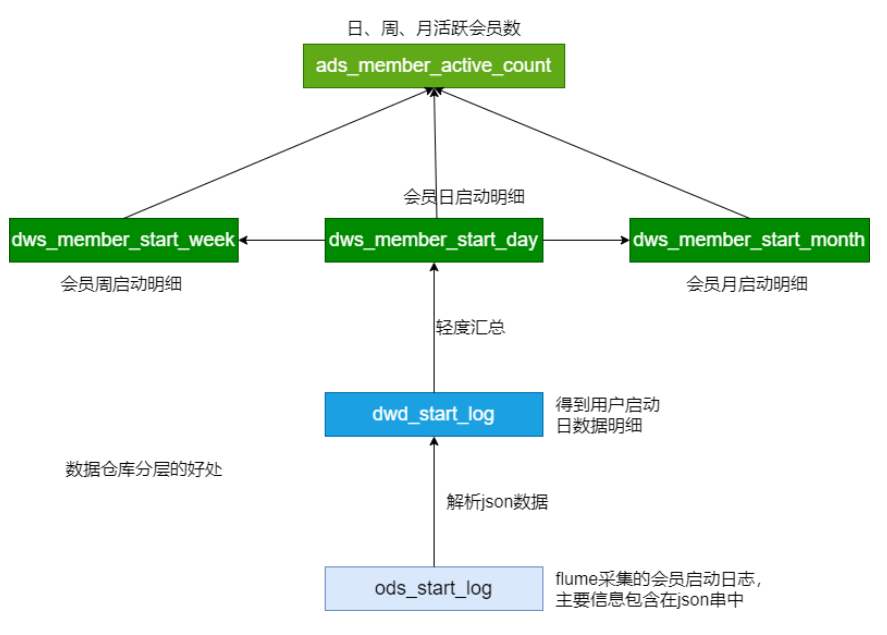 日、周、月活跃会员数
ads_member_active_count
会员日启动明细
dws_member_start_week
dws_member_start_day
dws_member_start_month
会员周启动明细
会员月启动明细
轻度汇总
dwd_start_log
得到用户启动
日数据明细
数据仓库分层的好处
解析json数据
ods_start_log
flume采集的会员启动日志，
主要信息包含在json串中